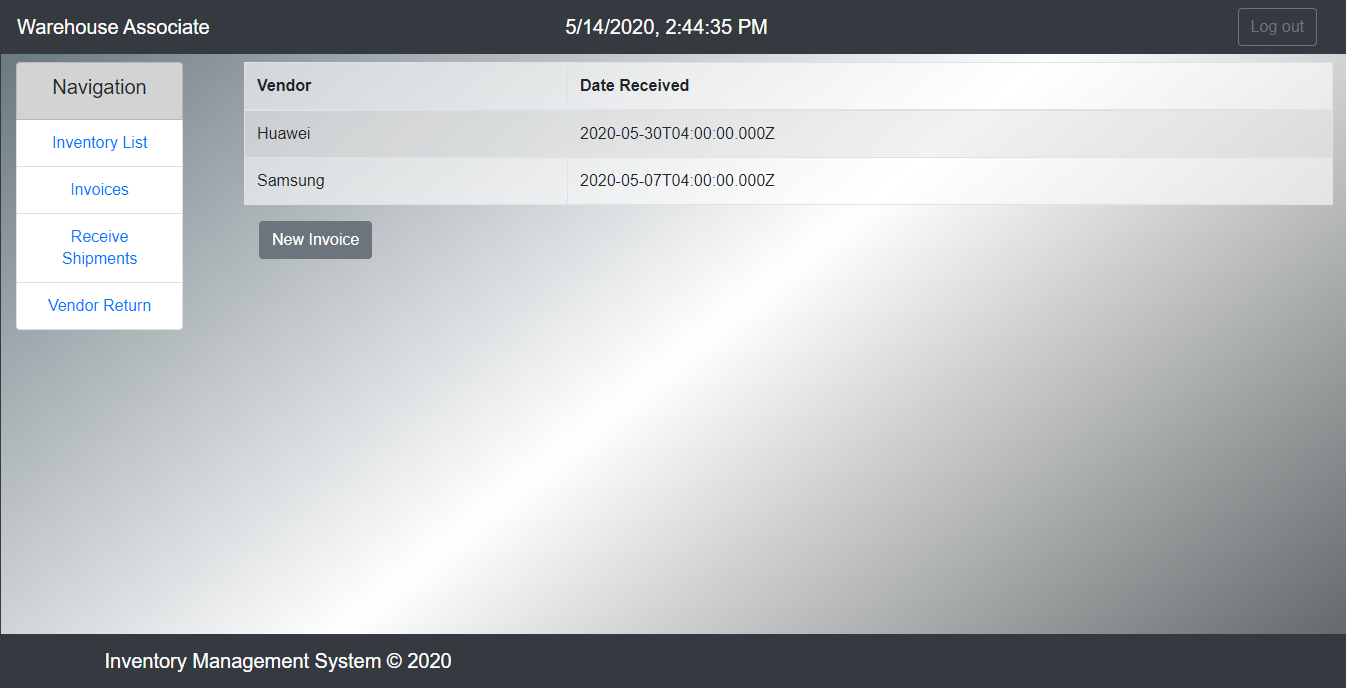 Warehouse Associate
5/14/2020, 2:44:35 PM
Log out
Navigation
Inventory List
Invoices
Receive
Shipments
Vendor Return
Vendor Date Received
Huawei 2020-05-30T04:00:00.000Z
Samsung 2020-05-07T04:00:00.000Z
New Invoice
Inventory Management System © 2020